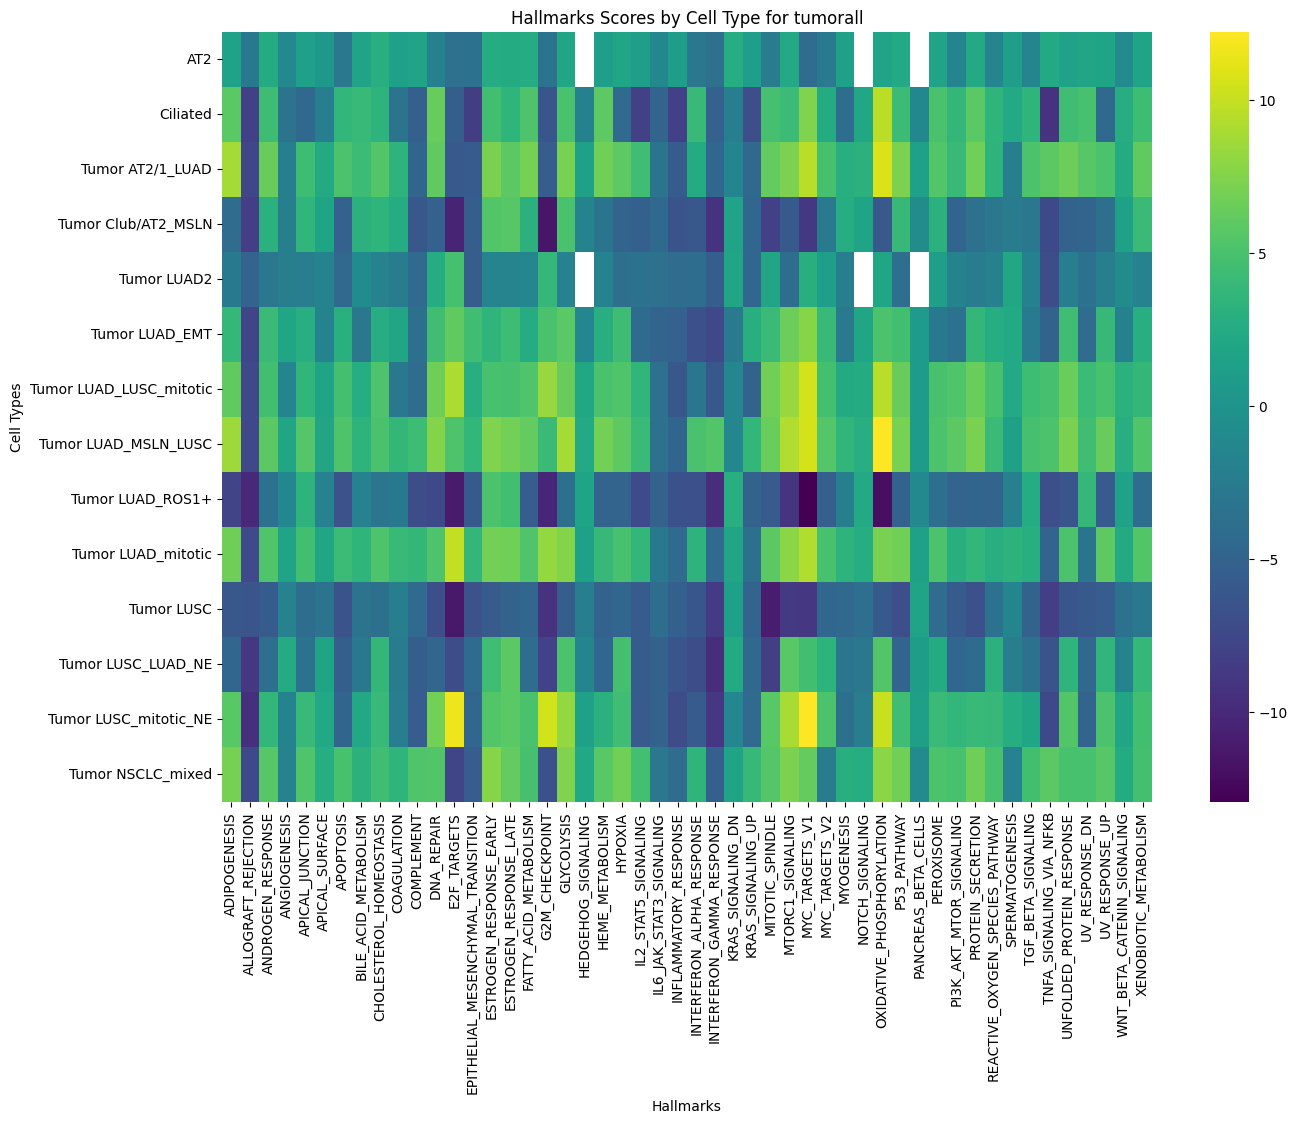 Hallmarks Scores by Cell Type for tumorall
Cell Types
AT2
Ciliated
Tumor AT2/1_LUAD
Tumor Club/AT2_MSLN
Tumor LUAD2
Tumor LUAD_EMT
Tumor LUAD_LUSC_mitotic
Tumor LUAD_MSLN_LUSC
Tumor LUAD_ROS1+
Tumor LUAD_mitotic
Tumor LUSC
Tumor LUSC_LUAD_NE
Tumor LUSC_mitotic_NE
Tumor NSCLC_mixed
ADIPOGENESIS
ALLOGRAFT_REJECTION
ANDROGEN_RESPONSE
ANGIOGENESIS
APICAL_JUNCTION
APICAL_SURFACE
APOPTOSIS
BILE_ACID_METABOLISM
CHOLESTEROL_HOMEOSTASIS
COAGULATION
COMPLEMENT
DNA_REPAIR
E2F_TARGETS
EPITHELIAL_MESENCHYMAL_TRANSITION
ESTROGEN_RESPONSE_EARLY
ESTROGEN_RESPONSE_LATE
FATTY_ACID_METABOLISM
G2M_CHECKPOINT
GLYCOLYSIS
HEDGEHOG_SIGNALING
HEME_METABOLISM
HYPOXIA
IL2_STAT5_SIGNALING
IL6_JAK_STAT3_SIGNALING
INFLAMMATORY_RESPONSE
INTERFERON_ALPHA_RESPONSE
INTERFERON_GAMMA_RESPONSE
KRAS_SIGNALING_DN
KRAS_SIGNALING_UP
MITOTIC_SPINDLE
MTORC1_SIGNALING
MYC_TARGETS_V1
MYC_TARGETS_V2
MYOGENESIS
NOTCH_SIGNALING
OXIDATIVE_PHOSPHORYLATION
P53_PATHWAY
PANCREAS_BETA_CELLS
PEROXISOME
PI3K_AKT_MTOR_SIGNALING
PROTEIN_SECRETION
REACTIVE_OXYGEN_SPECIES_PATHWAY
SPERMATOGENESIS
TGF_BETA_SIGNALING
TNFA_SIGNALING_VIA_NFKB
UNFOLDED_PROTEIN_RESPONSE
UV_RESPONSE_DN
UV_RESPONSE_UP
WNT_BETA_CATENIN_SIGNALING
XENOBIOTIC_METABOLISM
Hallmarks
10
5
0
−5
−10